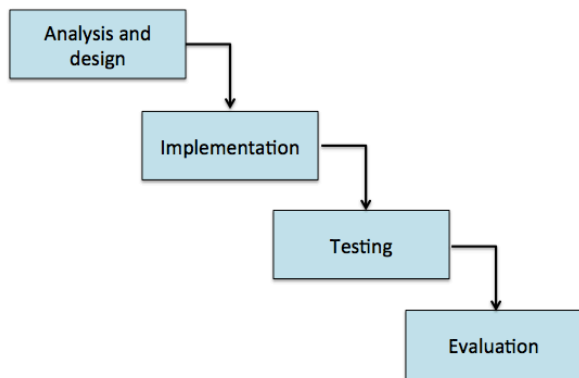 Analysis and
design
Implementation
Testing
Evaluation